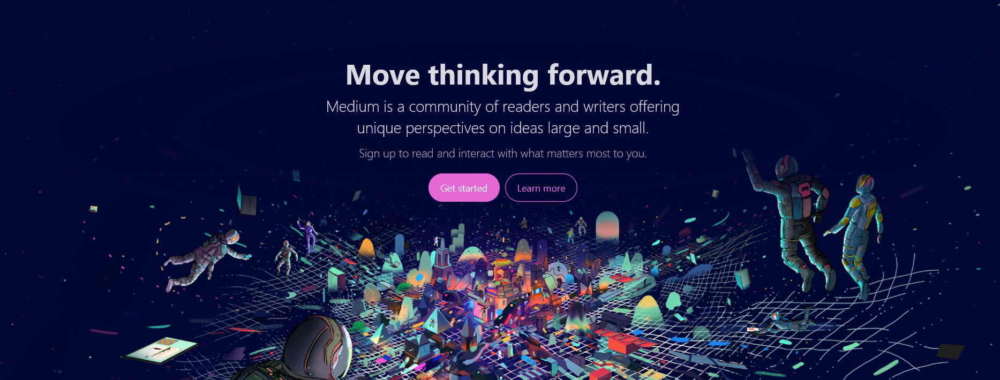 Move thinking forward.
Medium is a community of readers and writers offering
unique perspectives on ideas large and small.
Sign up to read and interact with what matters most to you.
Get started
Learn more